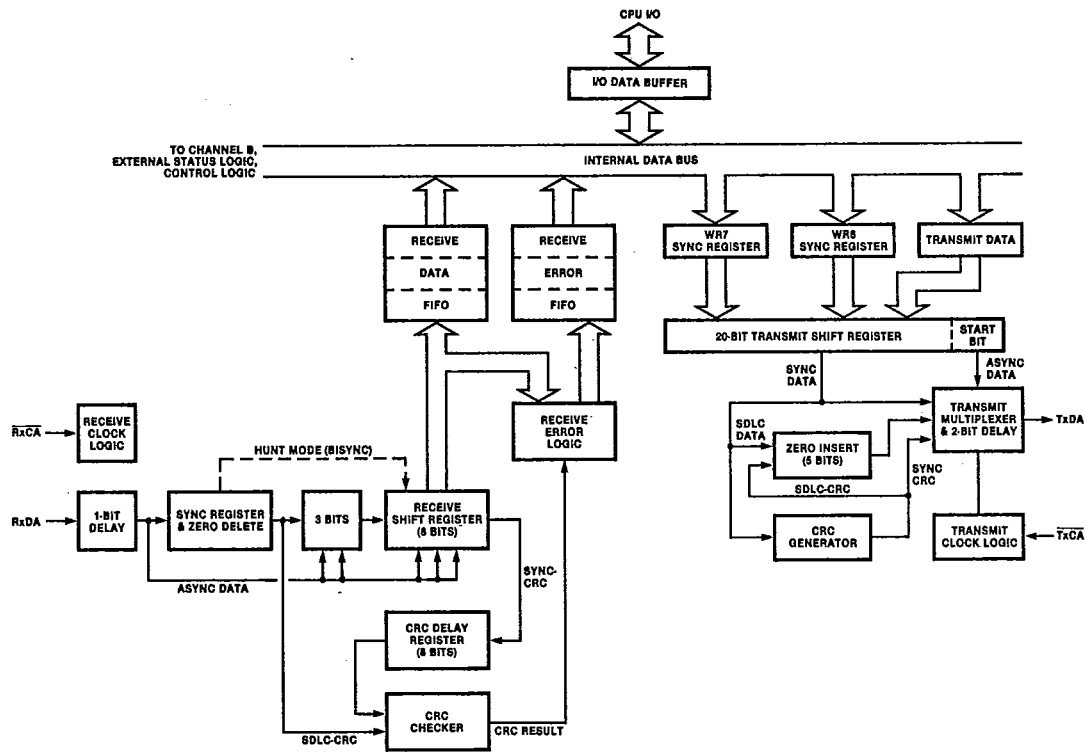 CPU I/O
I/O DATA BUFFER
TO CHANNEL B,
EXTERNAL STATUS LOGIC,
CONTROL LOGIC
INTERNAL DATA BUS
RECEIVE
DATA
FIFO
RECEIVE
ERROR
FIFO
WR7
SYNC REGISTER
WR6
SYNC REGISTER
TRANSMIT DATA
20-BIT TRANSMIT SHIFT REGISTER
START
BIT
SYNC
DATA
ASYNC
DATA
RxCA
RECEIVE
CLOCK
LOGIC
RECEIVE
ERROR
LOGIC
TRANSMIT
MULTIPLEXER
& 2-BIT DELAY
TxDA
SDLC
DATA
ZERO INSERT
(5 BITS)
SDLC-CRC
SYNC
CRC
HUNT MODE (BISYNC)
RxDA
1-BIT
DELAY
SYNC REGISTER
& ZERO DELETE
3 BITS
RECEIVE
SHIFT REGISTER
(8 BITS)
CRC
GENERATOR
TRANSMIT
CLOCK LOGIC
TxCA
ASYNC DATA
SYNC-
CRC
CRC DELAY
REGISTER
(8 BITS)
CRC
CHECKER
SDLC-CRC
CRC RESULT